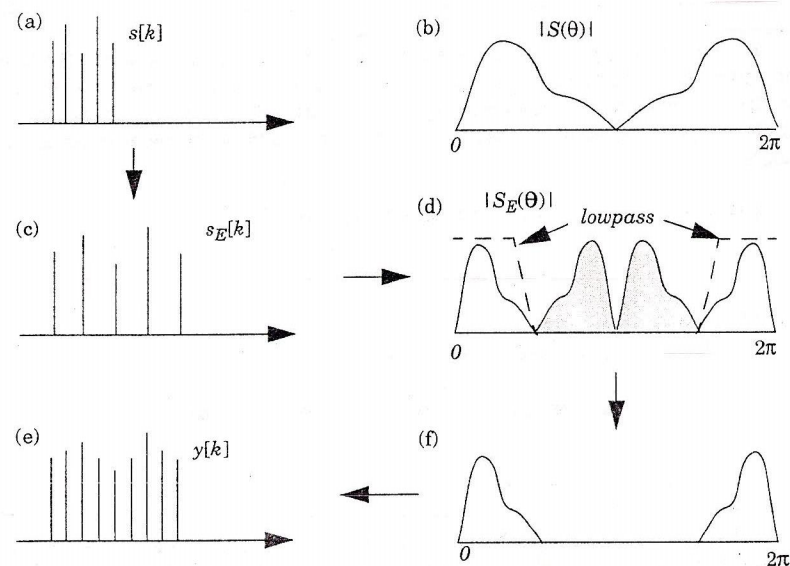 (a)
s[k]
(b)
|S(θ)|
0
2π
(c)
s_E[k]
(d)
|S_E(θ)|
lowpass
0
2π
(e)
y[k]
(f)
0
2π